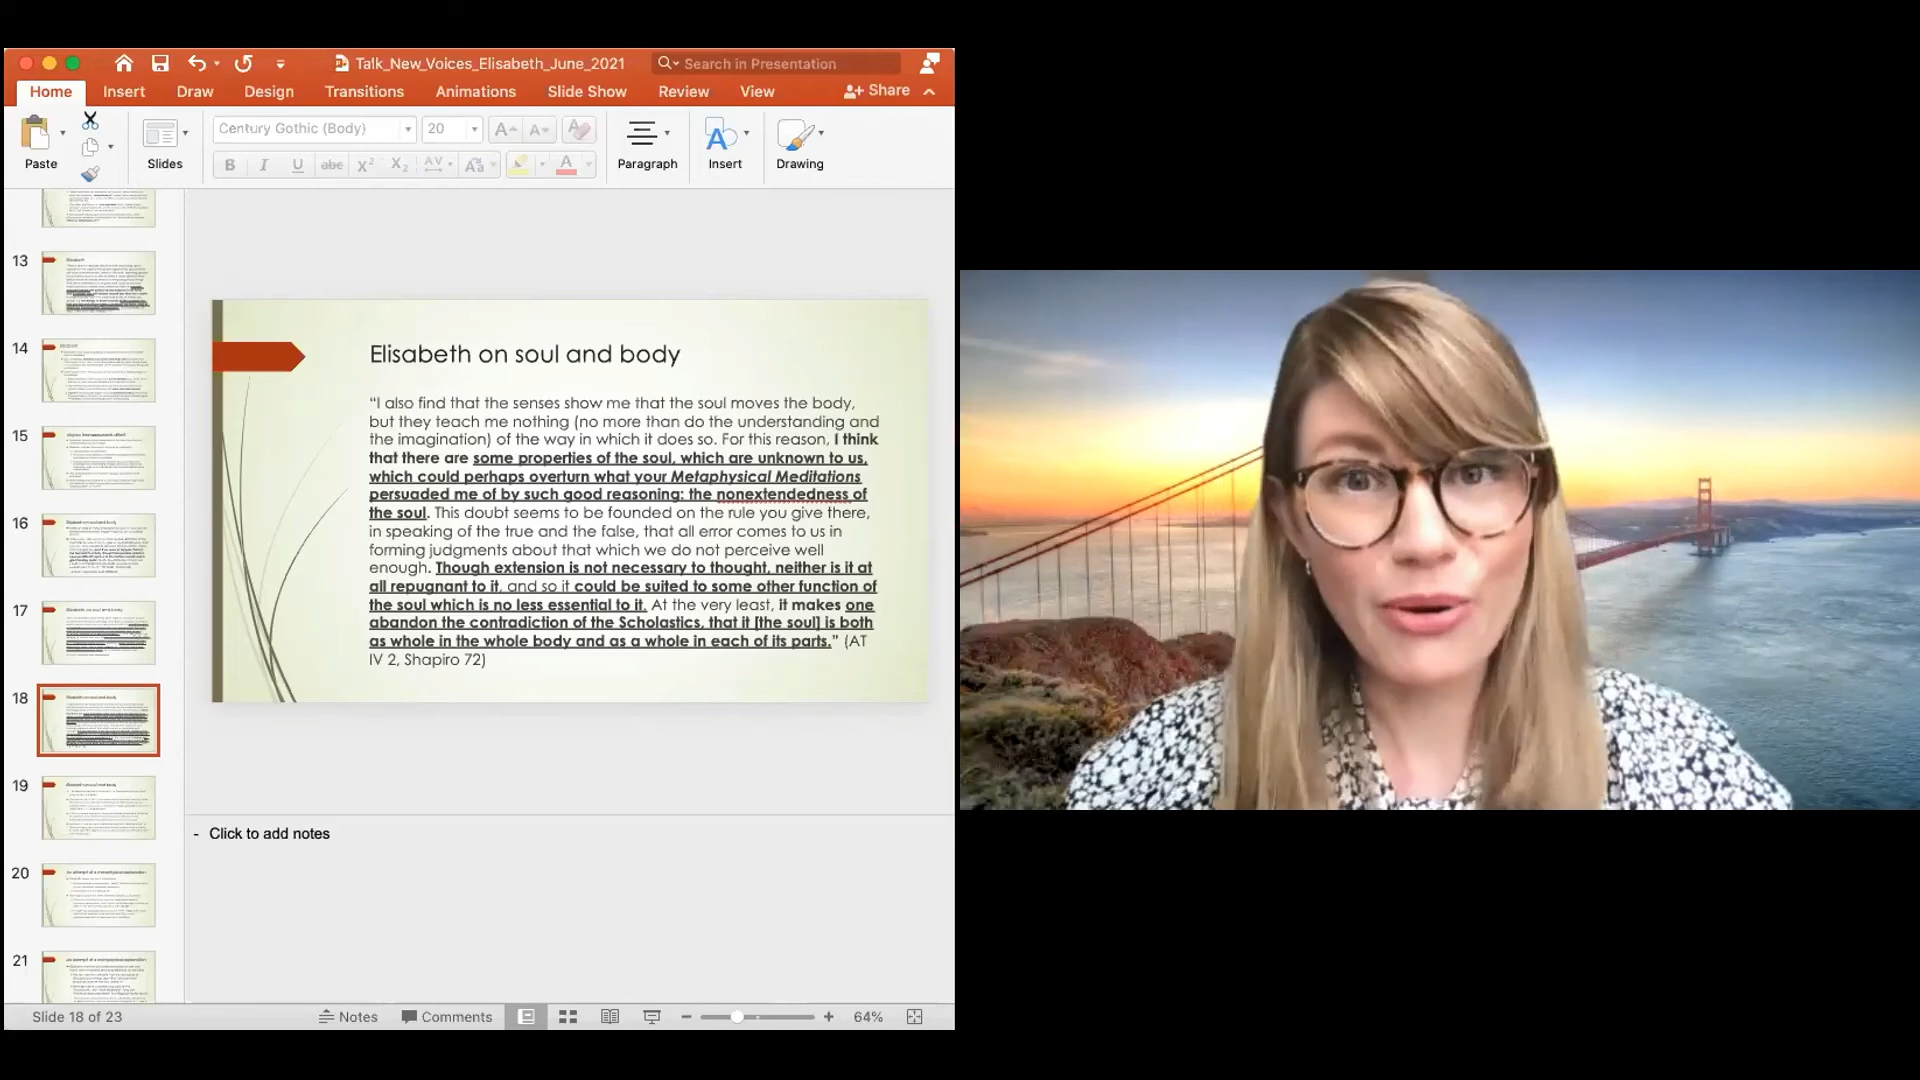 Talk_New_Voices_Elisabeth_June_2021
Search in Presentation
Home Insert Draw Design Transitions Animations Slide Show Review View Share
Century Gothic (Body) 20
Paste Slides Paragraph Insert Drawing
13
14
15
16
17
18
19
20
21
Elisabeth on soul and body
“I also find that the senses show me that the soul moves the body,
but they teach me nothing (no more than do the understanding and
the imagination) of the way in which it does so. For this reason, I think
that there are some properties of the soul, which are unknown to us,
which could perhaps overturn what your Metaphysical Meditations
persuaded me of by such good reasoning: the nonextendedness of
the soul. This doubt seems to be founded on the rule you give there,
in speaking of the true and the false, that all error comes to us in
forming judgments about that which we do not perceive well
enough. Though extension is not necessary to thought, neither is it at
all repugnant to it, and so it could be suited to some other function of
the soul which is no less essential to it. At the very least, it makes one
abandon the contradiction of the Scholastics, that it [the soul] is both
as whole in the whole body and as a whole in each of its parts.” (AT
IV 2, Shapiro 72)
- Click to add notes
Slide 18 of 23 Notes Comments 64%